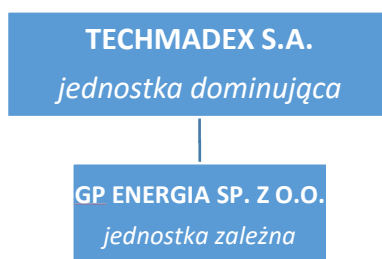 TECHMADEX S.A.
jednostka dominująca
GP ENERGIA SP. Z O.O.
jednostka zależna